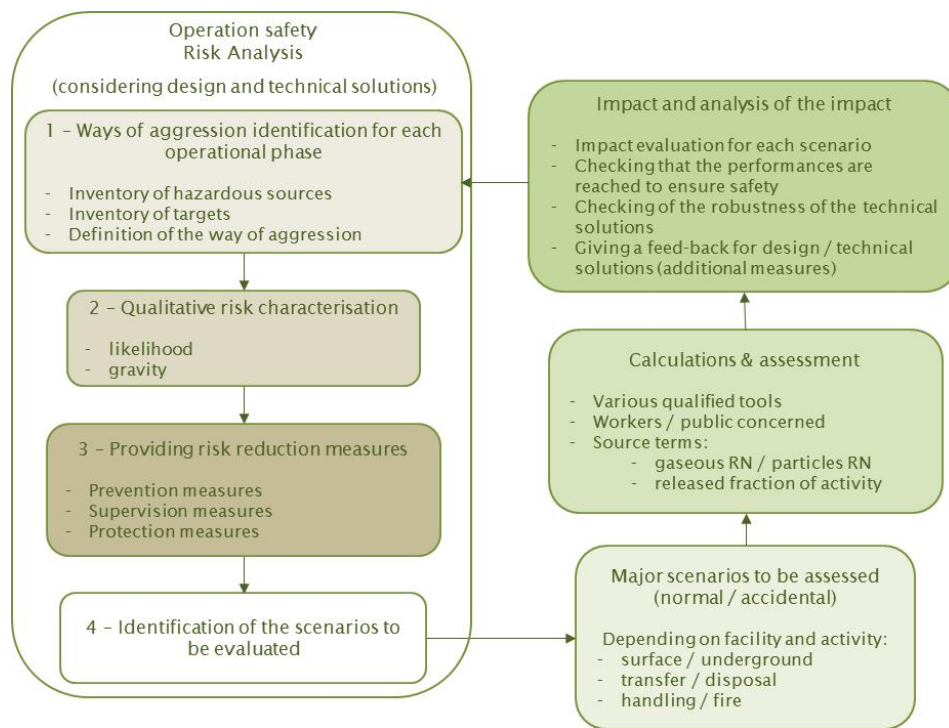 Operation safety
Risk Analysis
(considering design and technical solutions)
1 – Ways of aggression identification for each
operational phase
- Inventory of hazardous sources
- Inventory of targets
- Definition of the way of aggression
2 – Qualitative risk characterisation
- likelihood
- gravity
3 – Providing risk reduction measures
- Prevention measures
- Supervision measures
- Protection measures
4 – Identification of the scenarios to
be evaluated
Major scenarios to be assessed
(normal / accidental)
Depending on facility and activity:
- surface / underground
- transfer / disposal
- handling / fire
Calculations & assessment
- Various qualified tools
- Workers / public concerned
- Source terms:
- gaseous RN / particles RN
- released fraction of activity
Impact and analysis of the impact
- Impact evaluation for each scenario
- Checking that the performances are
reached to ensure safety
- Checking of the robustness of the technical
solutions
- Giving a feed-back for design / technical
solutions (additional measures)